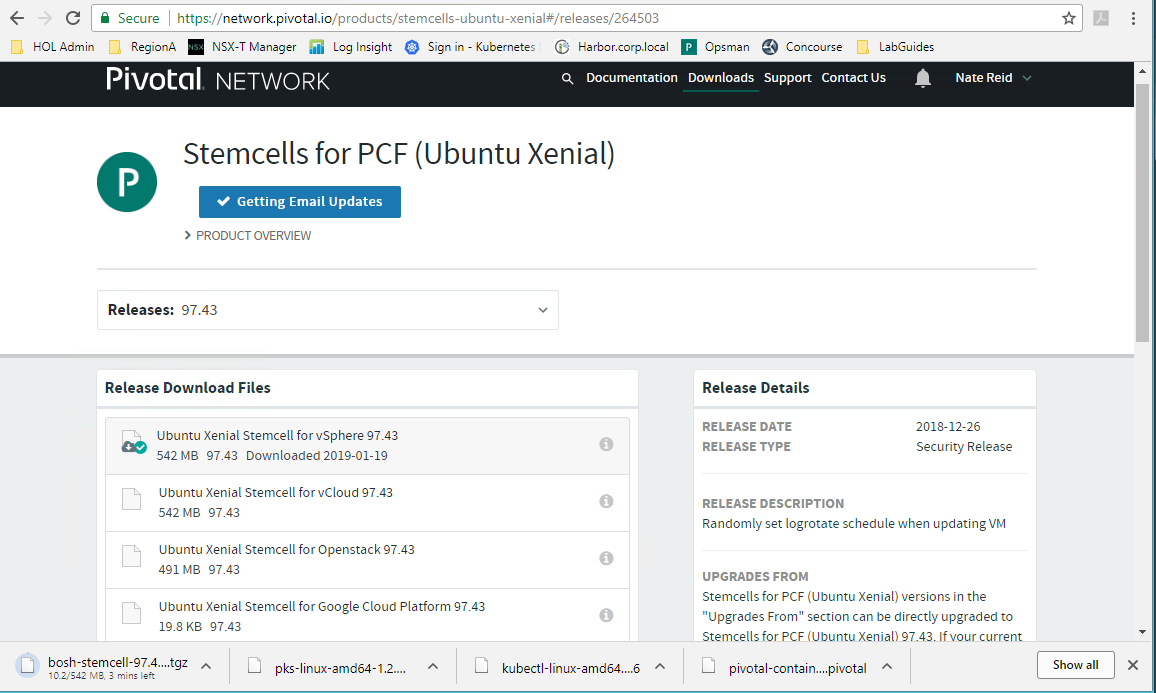 Secure https://network.pivotal.io/products/stemcells-ubuntu-xenial#/releases/264503
HOL Admin RegionA NSX NSX-T Manager Log Insight Sign in - Kubernetes Harbor.corp.local P Opsman Concourse LabGuides
Pivotal NETWORK Documentation Downloads Support Contact Us Nate Reid
P
Stemcells for PCF (Ubuntu Xenial)
Getting Email Updates
PRODUCT OVERVIEW
Releases: 97.43
Release Download Files
Ubuntu Xenial Stemcell for vSphere 97.43
542 MB 97.43 Downloaded 2019-01-19
Ubuntu Xenial Stemcell for vCloud 97.43
542 MB 97.43
Ubuntu Xenial Stemcell for Openstack 97.43
491 MB 97.43
Ubuntu Xenial Stemcell for Google Cloud Platform 97.43
19.8 KB 97.43
Release Details
RELEASE DATE 2018-12-26
RELEASE TYPE Security Release
RELEASE DESCRIPTION
Randomly set logrotate schedule when updating VM
UPGRADES FROM
Stemcells for PCF (Ubuntu Xenial) versions in the
"Upgrades From" section can be directly upgraded to
Stemcells for PCF (Ubuntu Xenial) 97.43. If your current
bosh-stemcell-97.4....tgz
10.2/542 MB, 3 mins left
pks-linux-amd64-1.2....
kubectl-linux-amd64....6
pivotal-contain....pivotal
Show all